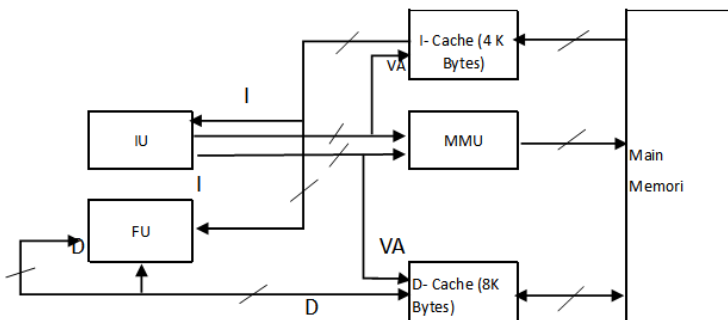 I- Cache (4 K
Bytes)
VA
I
IU
MMU
Main
Memori
I
FU
D
VA
D- Cache (8K
Bytes)
D